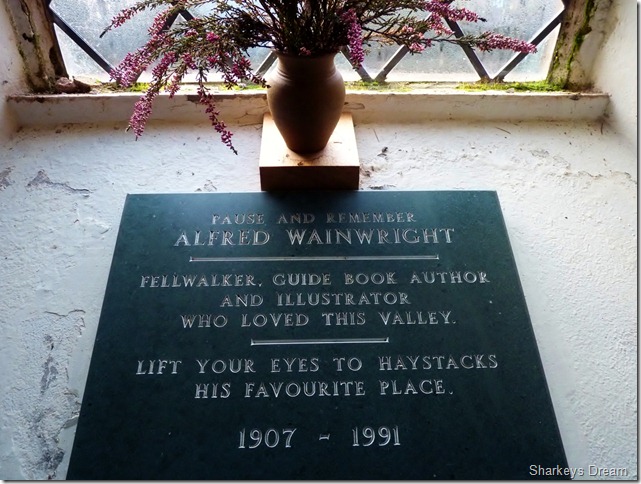 PAUSE AND REMEMBER
ALFRED WAINWRIGHT
FELLWALKER, GUIDE BOOK AUTHOR
AND ILLUSTRATOR
WHO LOVED THIS VALLEY.
LIFT YOUR EYES TO HAYSTACKS
HIS FAVOURITE PLACE.
1907 - 1991
Sharkeys Dream